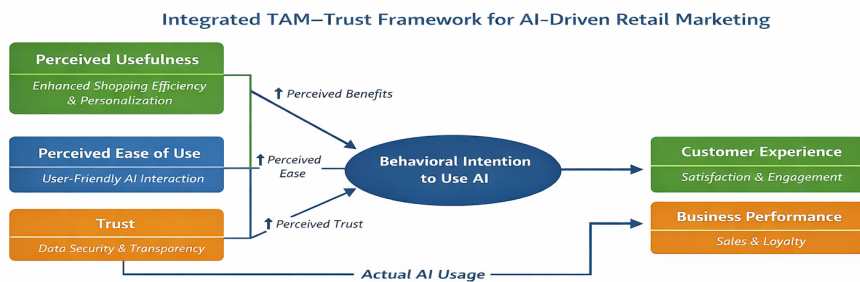 Integrated TAM–Trust Framework for AI-Driven Retail Marketing
Perceived Usefulness
Enhanced Shopping Efficiency
& Personalization
⬆ Perceived Benefits
Perceived Ease of Use
User-Friendly AI Interaction
⬆ Perceived
Ease
Trust
Data Security & Transparency
⬆ Perceived Trust
Behavioral Intention
to Use AI
Customer Experience
Satisfaction & Engagement
Business Performance
Sales & Loyalty
Actual AI Usage